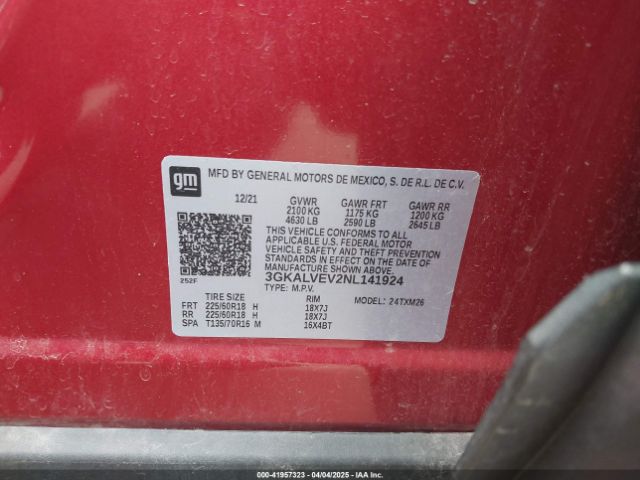 gm
MFD BY GENERAL MOTORS DE MEXICO, S. DE R.L. DE C.V.
12/21 GVWR GAWR FRT GAWR RR
2100 KG 1175 KG 1200 KG
4630 LB 2590 LB 2645 LB
THIS VEHICLE CONFORMS TO ALL
APPLICABLE U.S. FEDERAL MOTOR
VEHICLE SAFETY AND THEFT
PREVENTION STANDARDS IN EFFECT ON
THE DATE OF MANUFACTURE SHOWN ABOVE.
252F
3GKALVEV2NL141924
TYPE: M.P.V.
TIRE SIZE RIM MODEL: 24TXM26
FRT 225/60R18 H 18X7J
RR 225/60R18 H 18X7J
SPA T135/70R16 M 16X4BT
000-41957323 - 04/04/2025 - Copyright © 2025 IAA, Inc.